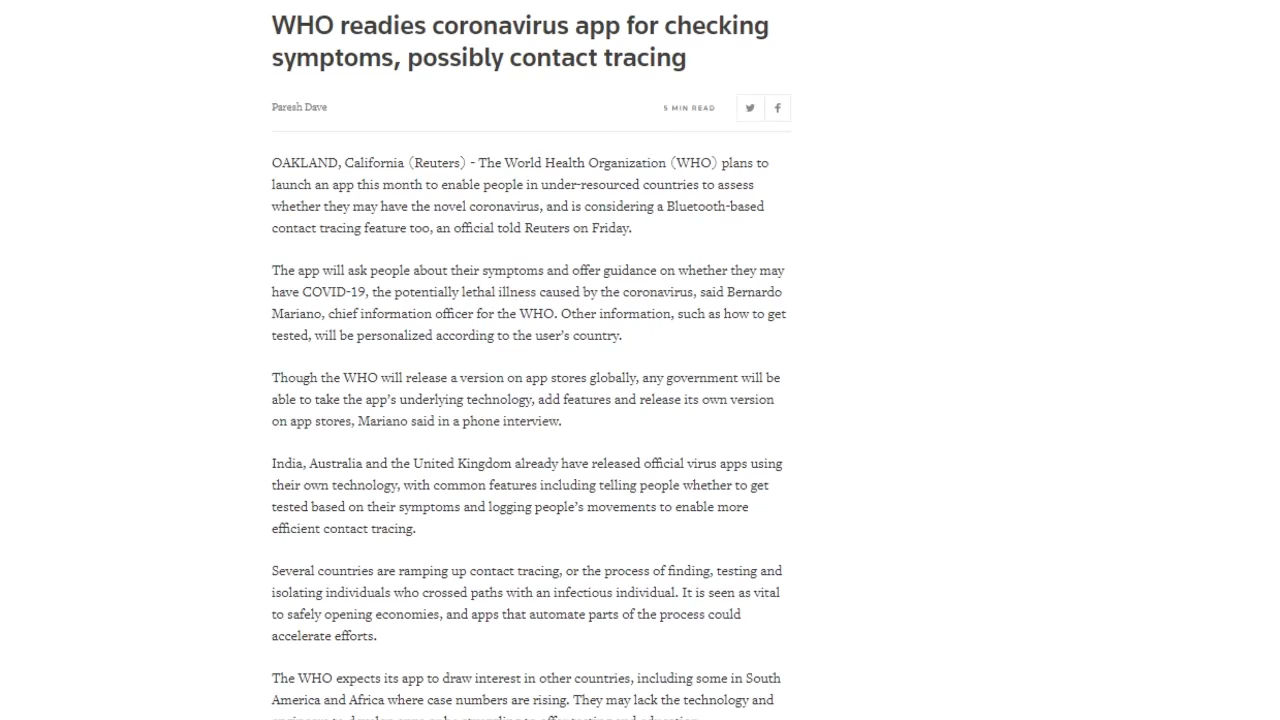 WHO readies coronavirus app for checking
symptoms, possibly contact tracing
Paresh Dave
5 MIN READ
OAKLAND, California (Reuters) - The World Health Organization (WHO) plans to
launch an app this month to enable people in under-resourced countries to assess
whether they may have the novel coronavirus, and is considering a Bluetooth-based
contact tracing feature too, an official told Reuters on Friday.
The app will ask people about their symptoms and offer guidance on whether they may
have COVID-19, the potentially lethal illness caused by the coronavirus, said Bernardo
Mariano, chief information officer for the WHO. Other information, such as how to get
tested, will be personalized according to the user's country.
Though the WHO will release a version on app stores globally, any government will be
able to take the app's underlying technology, add features and release its own version
on app stores, Mariano said in a phone interview.
India, Australia and the United Kingdom already have released official virus apps using
their own technology, with common features including telling people whether to get
tested based on their symptoms and logging people's movements to enable more
efficient contact tracing.
Several countries are ramping up contact tracing, or the process of finding, testing and
isolating individuals who crossed paths with an infectious individual. It is seen as vital
to safely opening economies, and apps that automate parts of the process could
accelerate efforts.
The WHO expects its app to draw interest in other countries, including some in South
America and Africa where case numbers are rising. They may lack the technology and